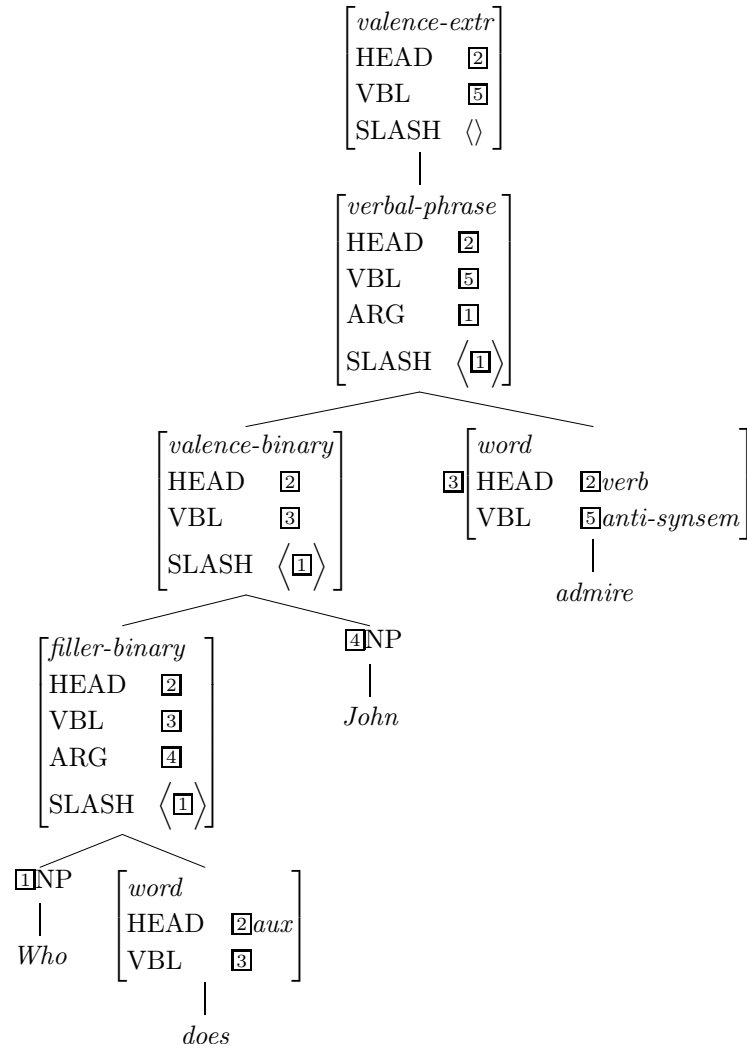 valence-extr
HEAD 2
VBL 5
SLASH ⟨⟩
verbal-phrase
HEAD 2
VBL 5
ARG 1
SLASH ⟨1⟩
valence-binary
HEAD 2
VBL 3
SLASH ⟨1⟩
3 word
HEAD 2verb
VBL 5anti-synsem
admire
filler-binary
HEAD 2
VBL 3
ARG 4
SLASH ⟨1⟩
4NP
John
1NP
Who
word
HEAD 2aux
VBL 3
does